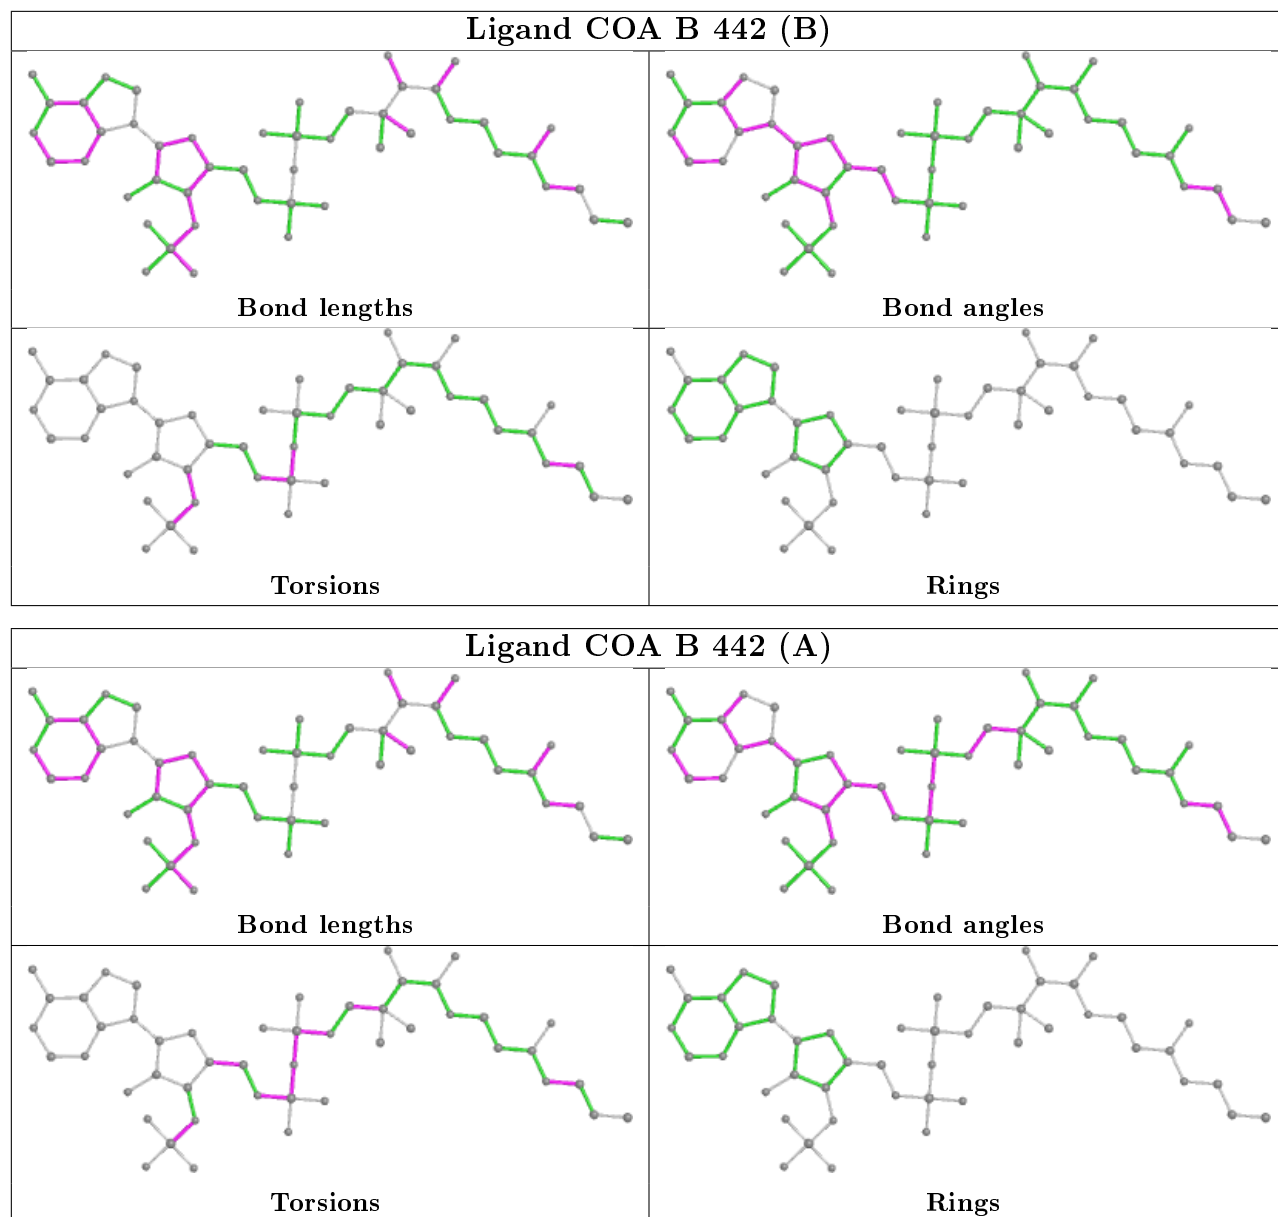 Ligand COA B 442 (B)
Bond lengths
Bond angles
Torsions
Rings
Ligand COA B 442 (A)
Bond lengths
Bond angles
Torsions
Rings